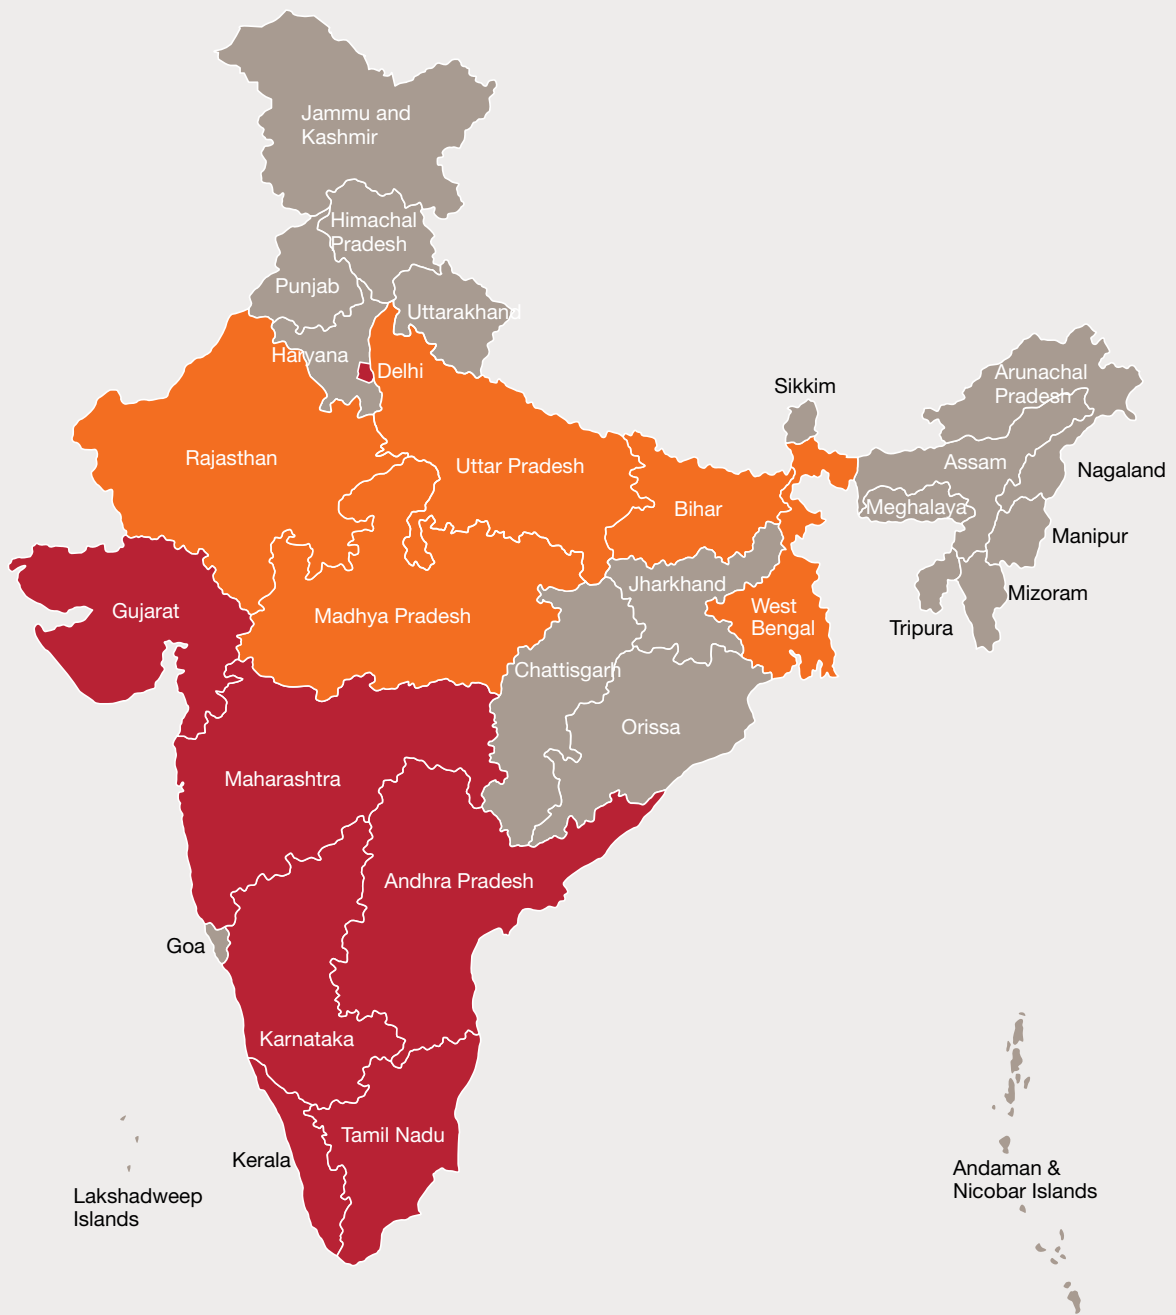 Jammu and
Kashmir
Himachal
Pradesh
Punjab
Uttarakhand
Haryana
Delhi
Sikkim
Arunachal
Pradesh
Rajasthan
Uttar Pradesh
Assam
Nagaland
Bihar
Meghalaya
Manipur
Jharkhand
Mizoram
Gujarat
Madhya Pradesh
West
Bengal
Tripura
Chattisgarh
Orissa
Maharashtra
Andhra Pradesh
Goa
Karnataka
Tamil Nadu
Kerala
Lakshadweep
Islands
Andaman &
Nicobar Islands